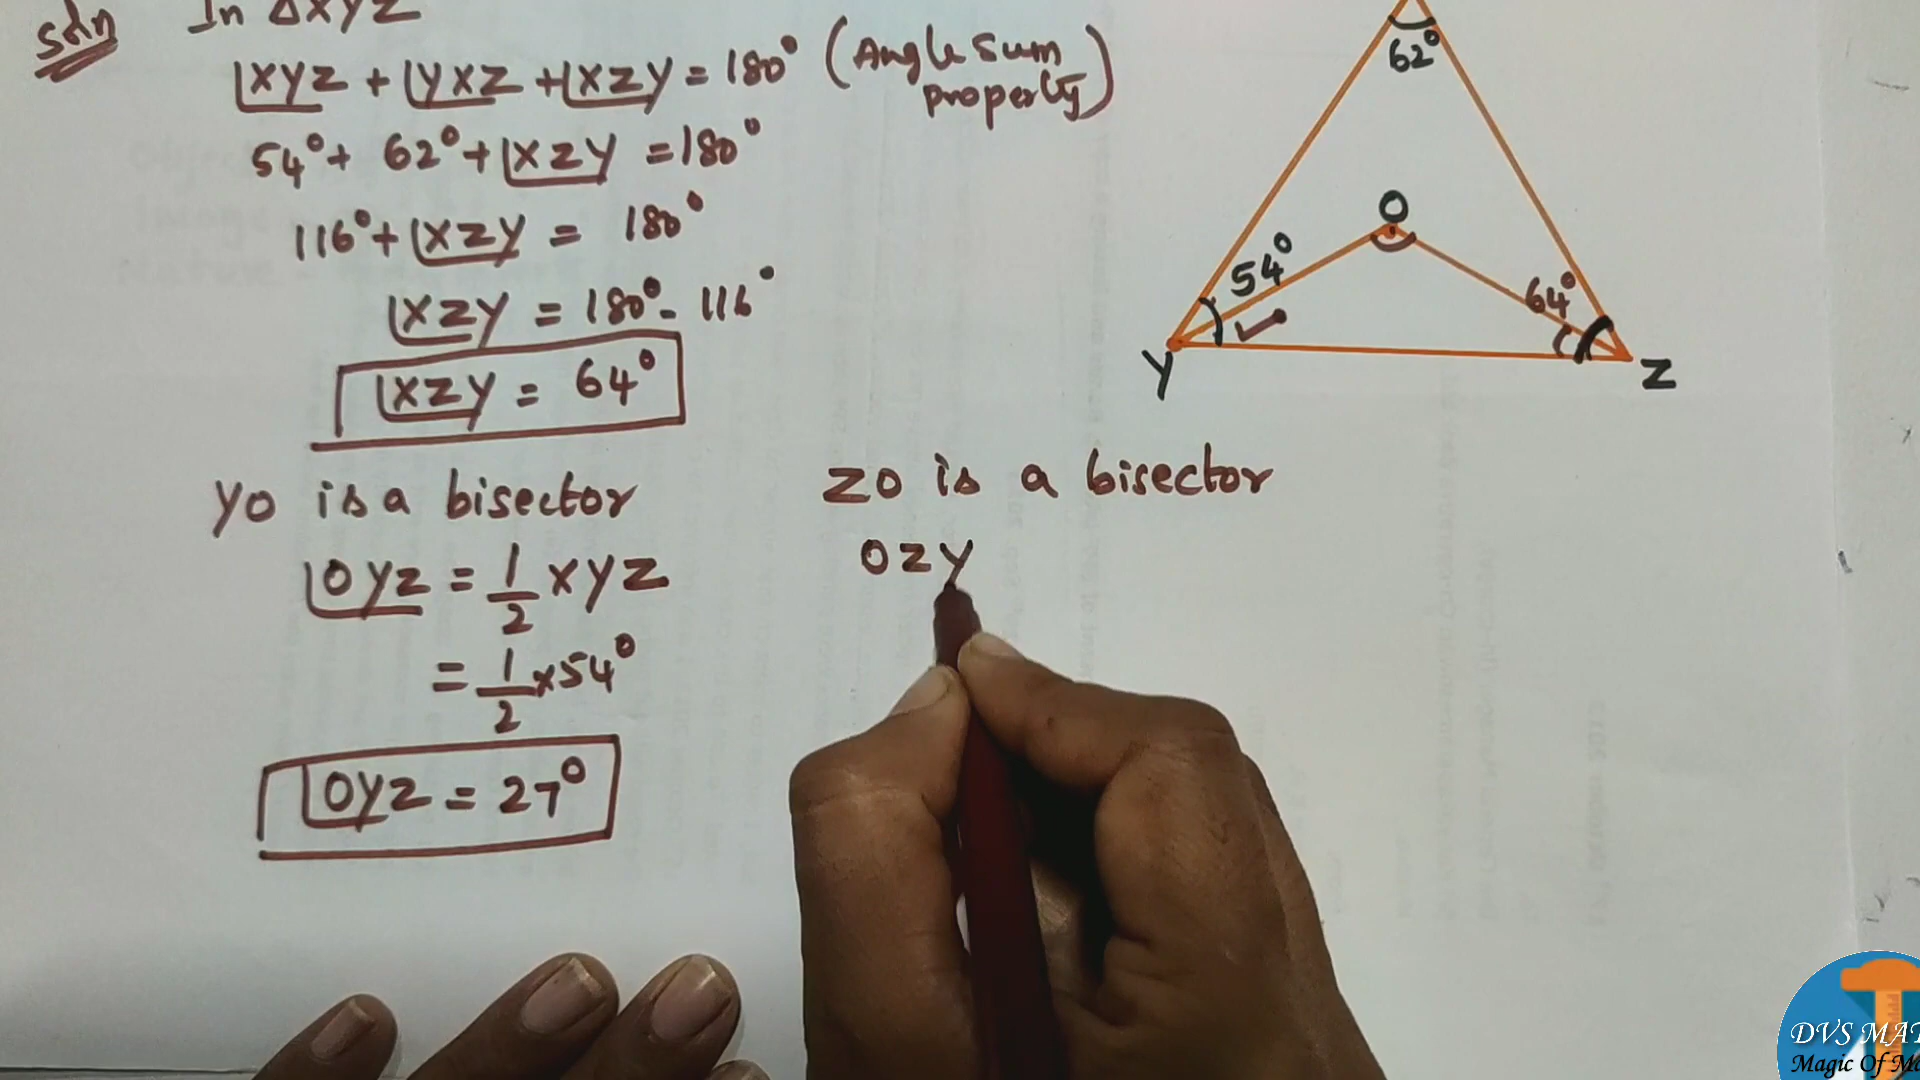 Soln In ΔXYZ
∠XYZ + ∠YXZ + ∠XZY = 180° (Angle Sum property)
54° + 62° + ∠XZY = 180°
116° + ∠XZY = 180°
∠XZY = 180° - 116°
∠XZY = 64°
YO is a bisector
∠OYZ = 1/2 XYZ
= 1/2 × 54°
∠OYZ = 27°
ZO is a bisector
OZY
62°
O
54°
64°
Y
Z
DVS MAT
Magic Of Ma